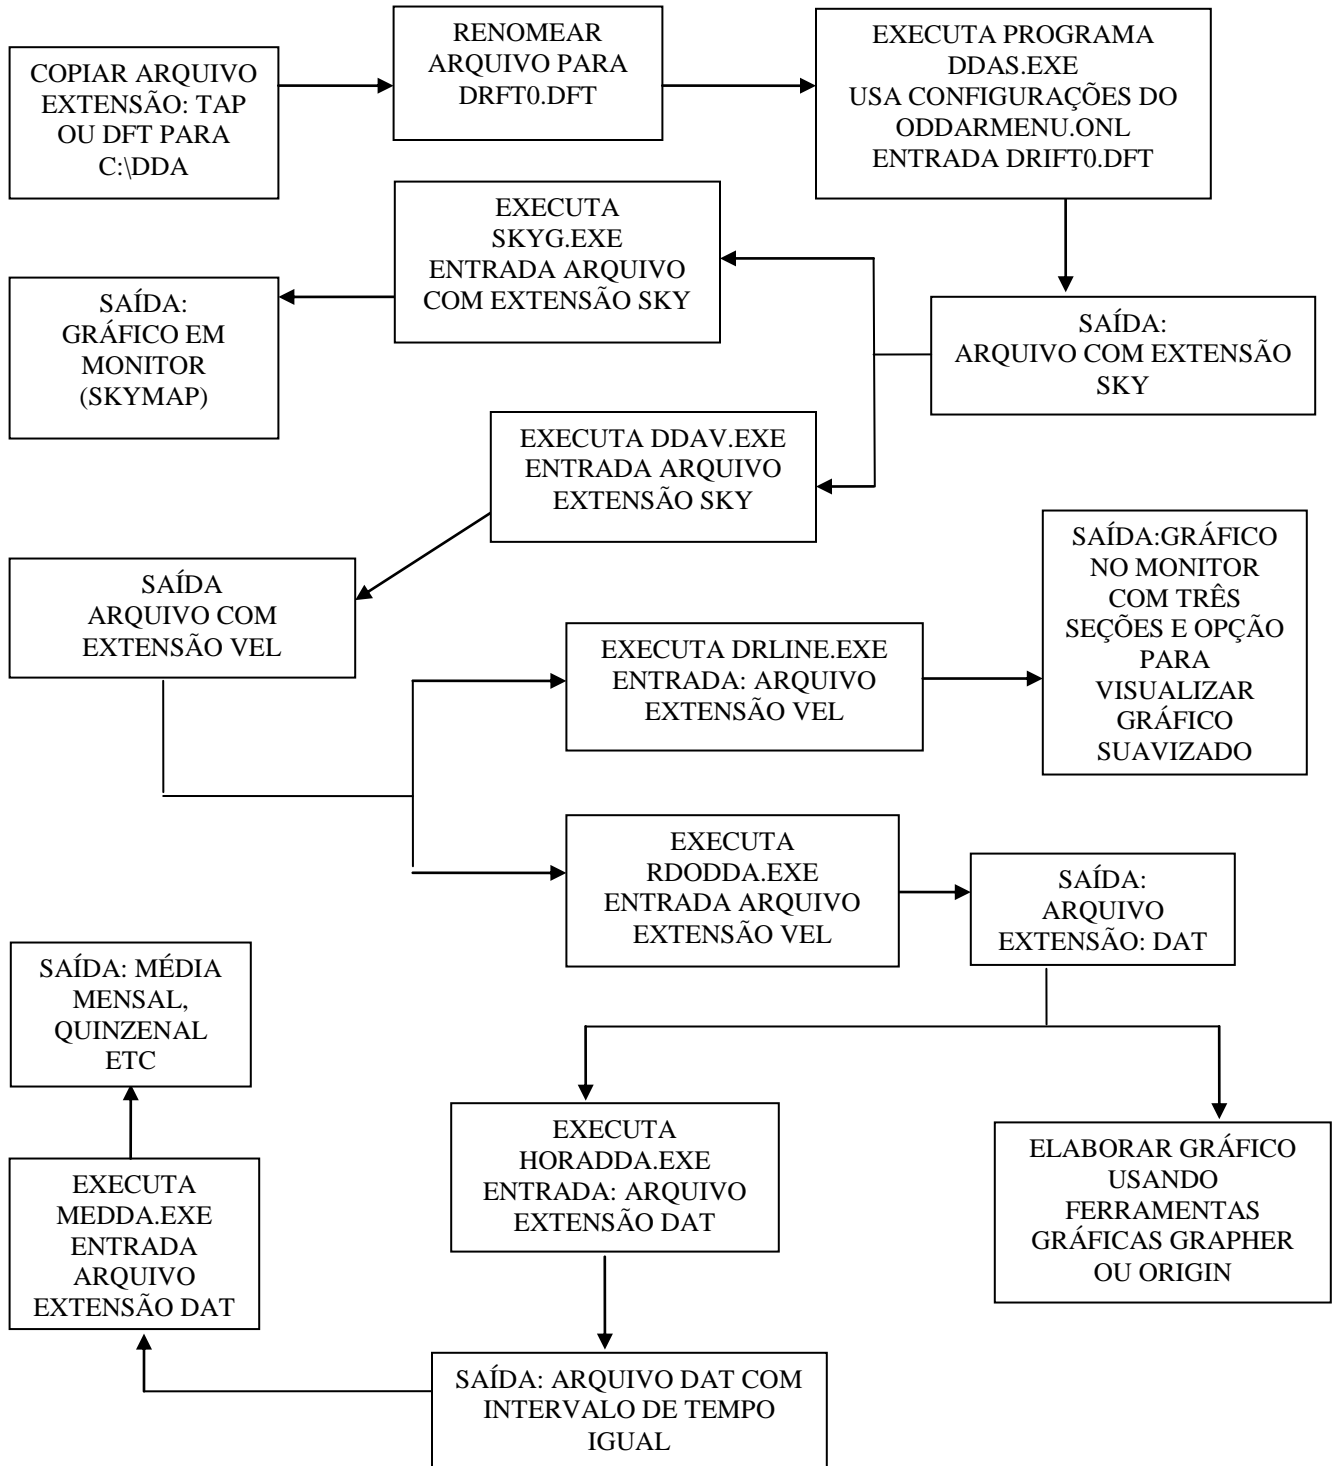 COPIAR ARQUIVO
EXTENSÃO: TAP
OU DFT PARA
C:\DDA
RENOMEAR
ARQUIVO PARA
DRFT0.DFT
EXECUTA PROGRAMA
DDAS.EXE
USA CONFIGURAÇÕES DO
ODDARMENU.ONL
ENTRADA DRIFT0.DFT
EXECUTA
SKYG.EXE
ENTRADA ARQUIVO
COM EXTENSÃO SKY
SAÍDA:
GRÁFICO EM
MONITOR
(SKYMAP)
SAÍDA:
ARQUIVO COM EXTENSÃO
SKY
EXECUTA DDAV.EXE
ENTRADA ARQUIVO
EXTENSÃO SKY
SAÍDA
ARQUIVO COM
EXTENSÃO VEL
EXECUTA DRLINE.EXE
ENTRADA: ARQUIVO
EXTENSÃO VEL
SAÍDA:GRÁFICO
NO MONITOR
COM TRÊS
SEÇÕES E OPÇÃO
PARA
VISUALIZAR
GRÁFICO
SUAVIZADO
EXECUTA
RDODDA.EXE
ENTRADA ARQUIVO
EXTENSÃO VEL
SAÍDA:
ARQUIVO
EXTENSÃO: DAT
SAÍDA: MÉDIA
MENSAL,
QUINZENAL
ETC
EXECUTA
MEDDA.EXE
ENTRADA
ARQUIVO
EXTENSÃO DAT
EXECUTA
HORADDA.EXE
ENTRADA: ARQUIVO
EXTENSÃO DAT
ELABORAR GRÁFICO
USANDO
FERRAMENTAS
GRÁFICAS GRAPHER
OU ORIGIN
SAÍDA: ARQUIVO DAT COM
INTERVALO DE TEMPO
IGUAL